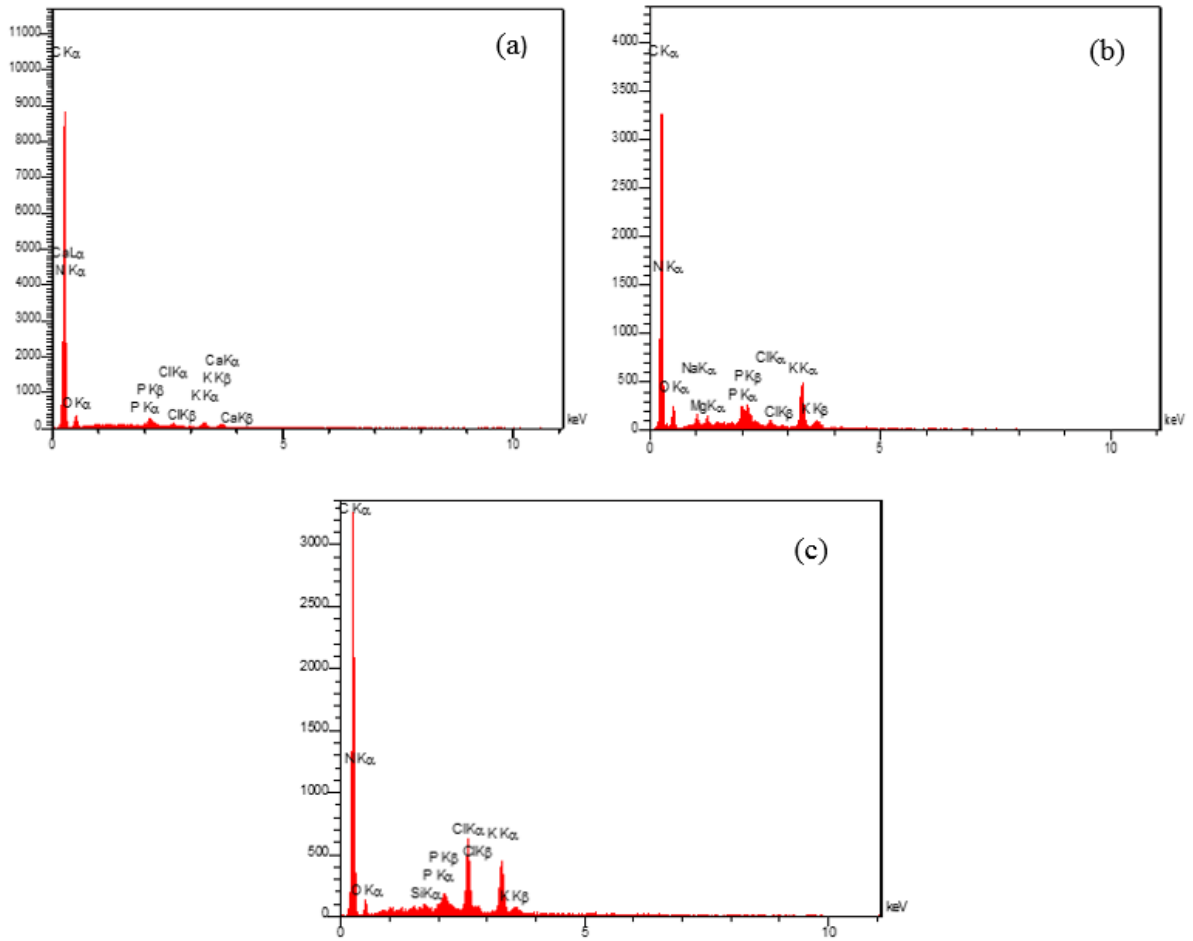 (a)
11000
10000
9000
8000
7000
6000
5000
4000
3000
2000
1000
0
C Kα
CaLα
N Kα
O Kα
P Kβ
P Kα
ClKα
ClKβ
CaKα
K Kβ
K Kα
CaKβ
keV
0
5
10
(b)
4000
3500
3000
2500
2000
1500
1000
500
0
C Kα
N Kα
O Kα
NaKα
MgKα
P Kβ
P Kα
ClKα
ClKβ
K Kα
K Kβ
keV
0
5
10
(c)
3000
2500
2000
1500
1000
500
0
C Kα
N Kα
O Kα
SiKα
P Kβ
P Kα
ClKα
ClKβ
K Kα
K Kβ
keV
0
5
10